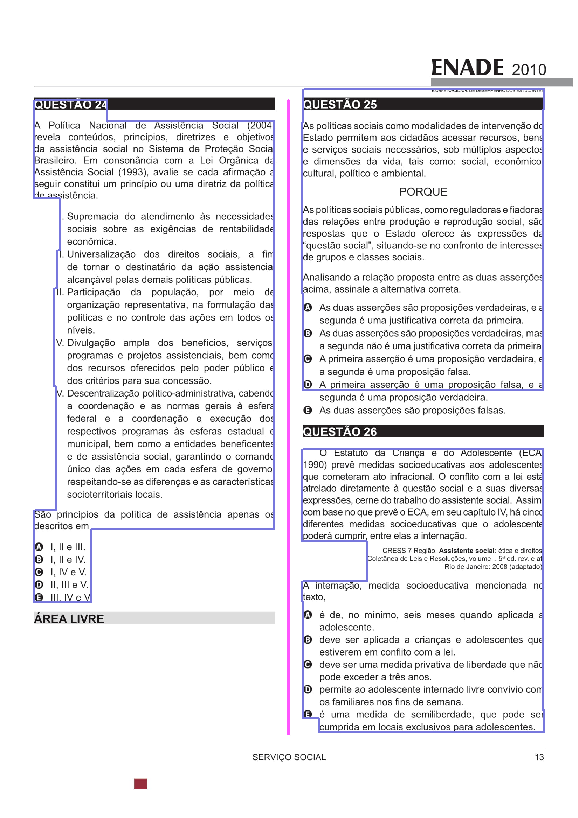 ENADE 2010
QUESTÃO 24
A Política Nacional de Assistência Social (2004)
revela conteúdos, princípios, diretrizes e objetivos
da assistência social no Sistema de Proteção Social
Brasileiro. Em consonância com a Lei Orgânica da
Assistência Social (1993), avalie se cada afirmação a
seguir constitui um princípio ou uma diretriz da política
de assistência.
I. Supremacia do atendimento às necessidades
sociais sobre as exigências de rentabilidade
econômica.
II. Universalização dos direitos sociais, a fim
de tornar o destinatário da ação assistencial
alcançável pelas demais políticas públicas.
III. Participação da população, por meio de
organização representativa, na formulação das
políticas e no controle das ações em todos os
níveis.
IV. Divulgação ampla dos benefícios, serviços,
programas e projetos assistenciais, bem como
dos recursos oferecidos pelo poder público e
dos critérios para sua concessão.
V. Descentralização político-administrativa, cabendo
a coordenação e as normas gerais à esfera
federal e a coordenação e execução dos
respectivos programas às esferas estadual e
municipal, bem como a entidades beneficentes
e de assistência social, garantindo o comando
único das ações em cada esfera de governo,
respeitando-se as diferenças e as características
socioterritoriais locais.
São princípios da política de assistência apenas os
descritos em
A I, II e III.
B I, II e IV.
C I, IV e V.
D II, III e V.
E III, IV e V.
ÁREA LIVRE
QUESTÃO 25
As políticas sociais como modalidades de intervenção do
Estado permitem aos cidadãos acessar recursos, bens
e serviços sociais necessários, sob múltiplos aspectos
e dimensões da vida, tais como: social, econômico,
cultural, político e ambiental.
PORQUE
As políticas sociais públicas, como reguladoras e fiadoras
das relações entre produção e reprodução social, são
respostas que o Estado oferece às expressões da
"questão social", situando-se no confronto de interesses
de grupos e classes sociais.
Analisando a relação proposta entre as duas asserções
acima, assinale a alternativa correta.
A As duas asserções são proposições verdadeiras, e a
segunda é uma justificativa correta da primeira.
B As duas asserções são proposições verdadeiras, mas
a segunda não é uma justificativa correta da primeira.
C A primeira asserção é uma proposição verdadeira, e
a segunda é uma proposição falsa.
D A primeira asserção é uma proposição falsa, e a
segunda é uma proposição verdadeira.
E As duas asserções são proposições falsas.
QUESTÃO 26
O Estatuto da Criança e do Adolescente (ECA,
1990) prevê medidas socioeducativas aos adolescentes
que cometeram ato infracional. O conflito com a lei está
atrelado diretamente à questão social e a suas diversas
expressões, cerne do trabalho do assistente social. Assim,
com base no que prevê o ECA, em seu capítulo IV, há cinco
diferentes medidas socioeducativas que o adolescente
poderá cumprir, entre elas a internação.
CRESS 7 Região. Assistente social: ética e direitos.
Coletânea de Leis e Resoluções, volume I. 5ª ed. rev. e at.
Rio de Janeiro: 2008 (adaptado).
A internação, medida socioeducativa mencionada no
texto,
A é de, no mínimo, seis meses quando aplicada a
adolescente.
B deve ser aplicada a crianças e adolescentes que
estiverem em conflito com a lei.
C deve ser uma medida privativa de liberdade que não
pode exceder a três anos.
D permite ao adolescente internado livre convívio com
os familiares nos fins de semana.
E é uma medida de semiliberdade, que pode ser
cumprida em locais exclusivos para adolescentes.
SERVIÇO SOCIAL
13